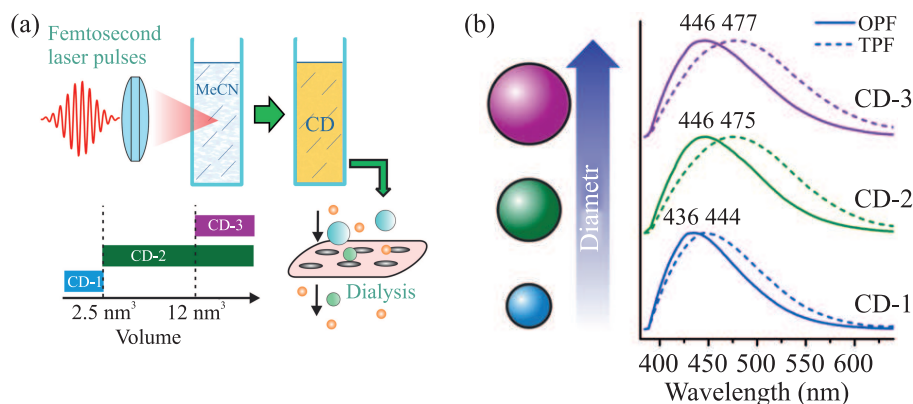 (a)
Femtosecond
laser pulses
MeCN
CD
CD-3
CD-2
CD-1
2.5 nm³
12 nm³
Volume
Dialysis
(b)
Diametr
446 477
OPF
TPF
CD-3
446 475
CD-2
436 444
CD-1
400 450 500 550 600
Wavelength (nm)